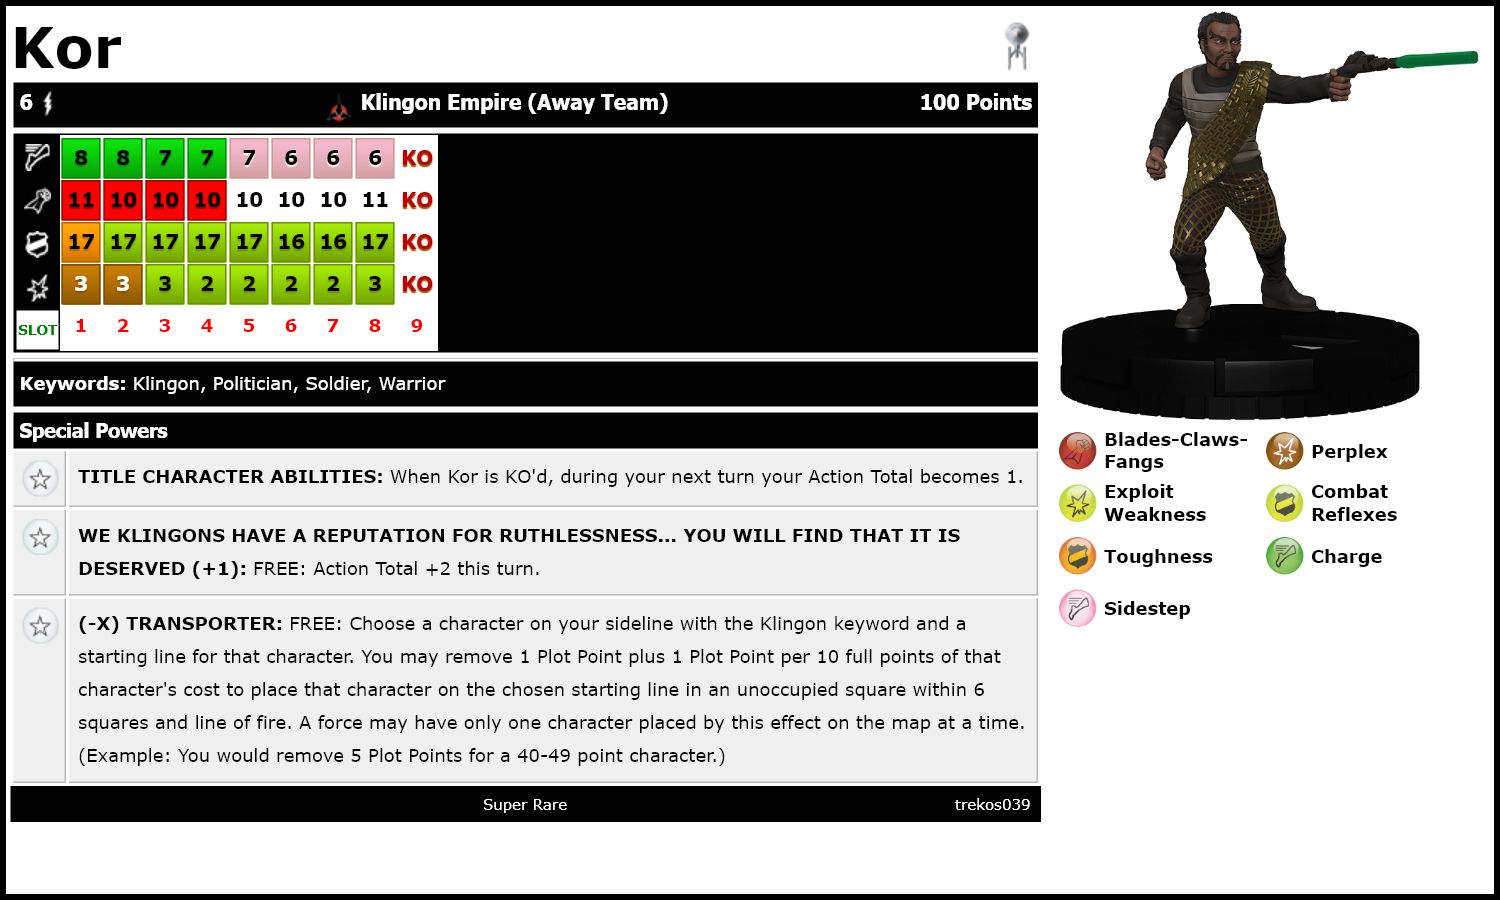 Kor
6 Klingon Empire (Away Team) 100 Points
8 8 7 7 7 6 6 6 KO
11 10 10 10 10 10 10 11 KO
17 17 17 17 17 16 16 17 KO
3 3 3 2 2 2 2 3 KO
SLOT 1 2 3 4 5 6 7 8 9
Keywords: Klingon, Politician, Soldier, Warrior
Special Powers
TITLE CHARACTER ABILITIES: When Kor is KO'd, during your next turn your Action Total becomes 1.
WE KLINGONS HAVE A REPUTATION FOR RUTHLESSNESS... YOU WILL FIND THAT IT IS
DESERVED (+1): FREE: Action Total +2 this turn.
(-X) TRANSPORTER: FREE: Choose a character on your sideline with the Klingon keyword and a
starting line for that character. You may remove 1 Plot Point plus 1 Plot Point per 10 full points of that
character's cost to place that character on the chosen starting line in an unoccupied square within 6
squares and line of fire. A force may have only one character placed by this effect on the map at a time.
(Example: You would remove 5 Plot Points for a 40-49 point character.)
Super Rare trekos039
Blades-Claws-
Fangs
Perplex
Exploit
Weakness
Combat
Reflexes
Toughness
Charge
Sidestep